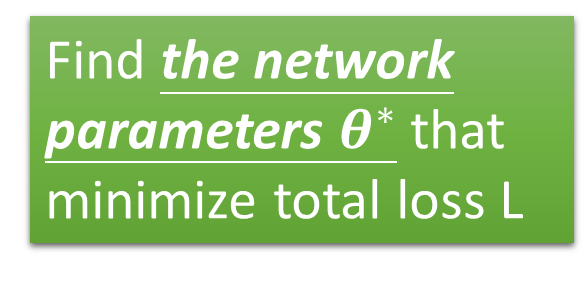 Find the network
parameters θ* that
minimize total loss L